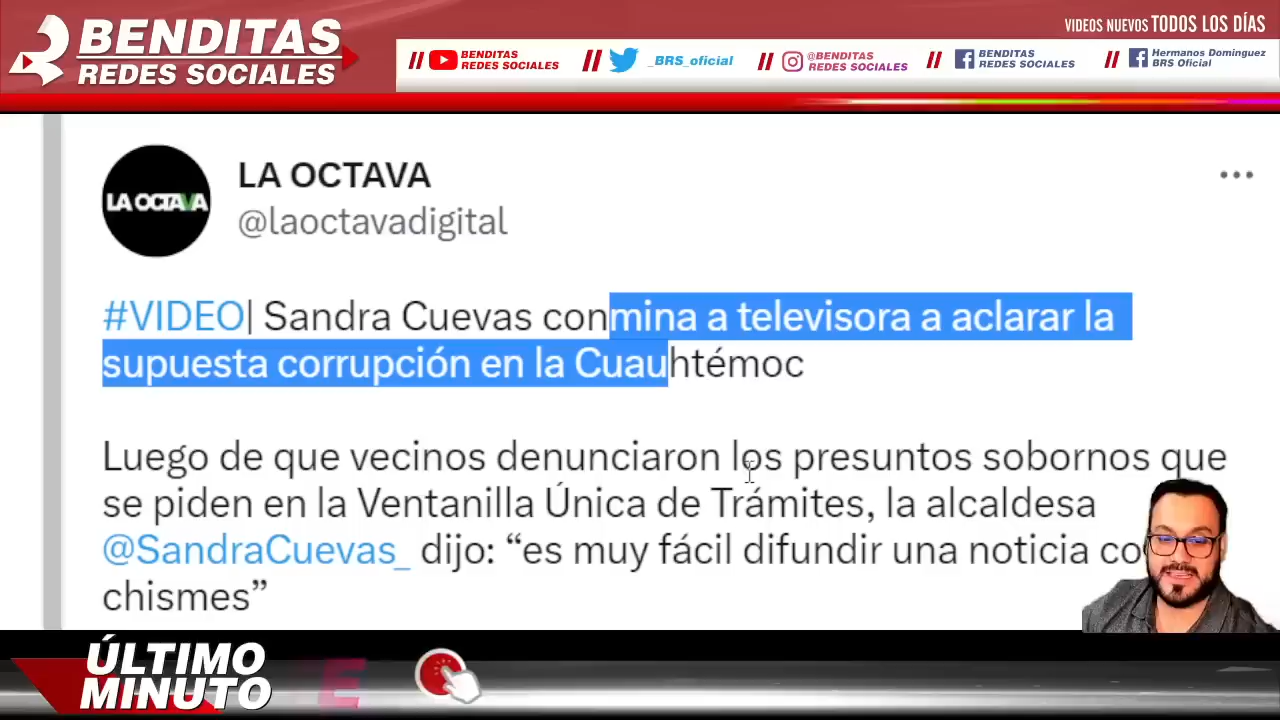 BENDITAS
REDES SOCIALES
VIDEOS NUEVOS TODOS LOS DÍAS
// BENDITAS
REDES SOCIALES
// _BRS_oficial
// @BENDITAS
REDES SOCIALES
// BENDITAS
REDES SOCIALES
// Hermanos Dominguez
BRS Oficial
LA OCTAVA
LA OCTAVA
@laoctavadigital
#VIDEO| Sandra Cuevas conmina a televisora a aclarar la
supuesta corrupción en la Cuauhtémoc
Luego de que vecinos denunciaron los presuntos sobornos que
se piden en la Ventanilla Única de Trámites, la alcaldesa
@SandraCuevas_ dijo: “es muy fácil difundir una noticia co
chismes”
ÚLTIMO
MINUTO
E